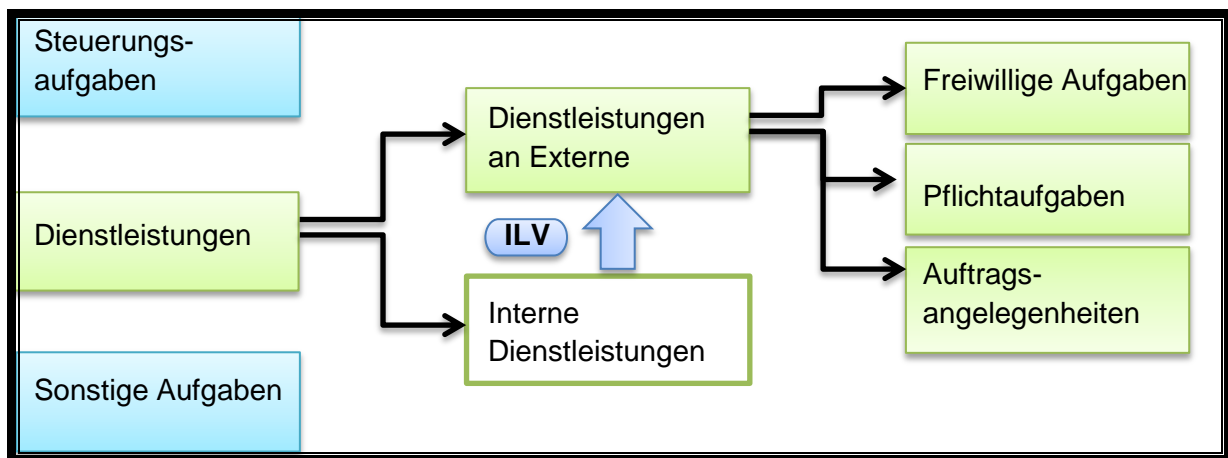 Steuerungs-
aufgaben
Dienstleistungen
Sonstige Aufgaben
Dienstleistungen
an Externe
ILV
Interne
Dienstleistungen
Freiwillige Aufgaben
Pflichtaufgaben
Auftrags-
angelegenheiten